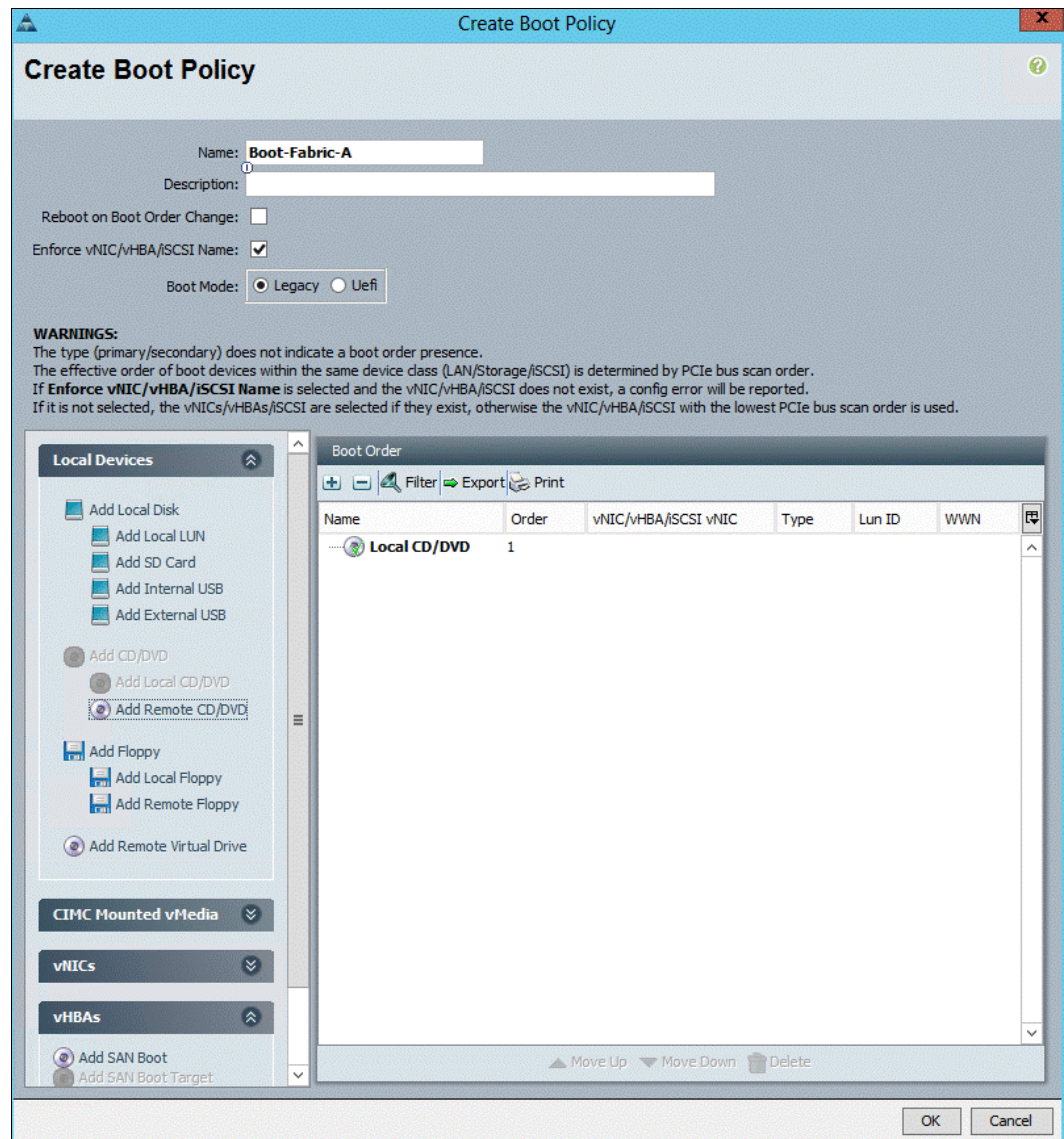 Create Boot Policy
x
Create Boot Policy
?
Name: Boot-Fabric-A
Description:
Reboot on Boot Order Change:
Enforce vNIC/vHBA/iSCSI Name:
Boot Mode: Legacy Uefi
WARNINGS:
The type (primary/secondary) does not indicate a boot order presence.
The effective order of boot devices within the same device class (LAN/Storage/iSCSI) is determined by PCIe bus scan order.
If Enforce vNIC/vHBA/iSCSI Name is selected and the vNIC/vHBA/iSCSI does not exist, a config error will be reported.
If it is not selected, the vNICs/vHBAs/iSCSI are selected if they exist, otherwise the vNIC/vHBA/iSCSI with the lowest PCIe bus scan order is used.
Local Devices
Add Local Disk
Add Local LUN
Add SD Card
Add Internal USB
Add External USB
Add CD/DVD
Add Local CD/DVD
Add Remote CD/DVD
Add Floppy
Add Local Floppy
Add Remote Floppy
Add Remote Virtual Drive
CIMC Mounted vMedia
vNICs
vHBAs
Add SAN Boot
Add SAN Boot Target
Boot Order
Filter Export Print
Name Order vNIC/vHBA/iSCSI vNIC Type Lun ID WWN
Local CD/DVD 1
Move Up Move Down Delete
OK Cancel